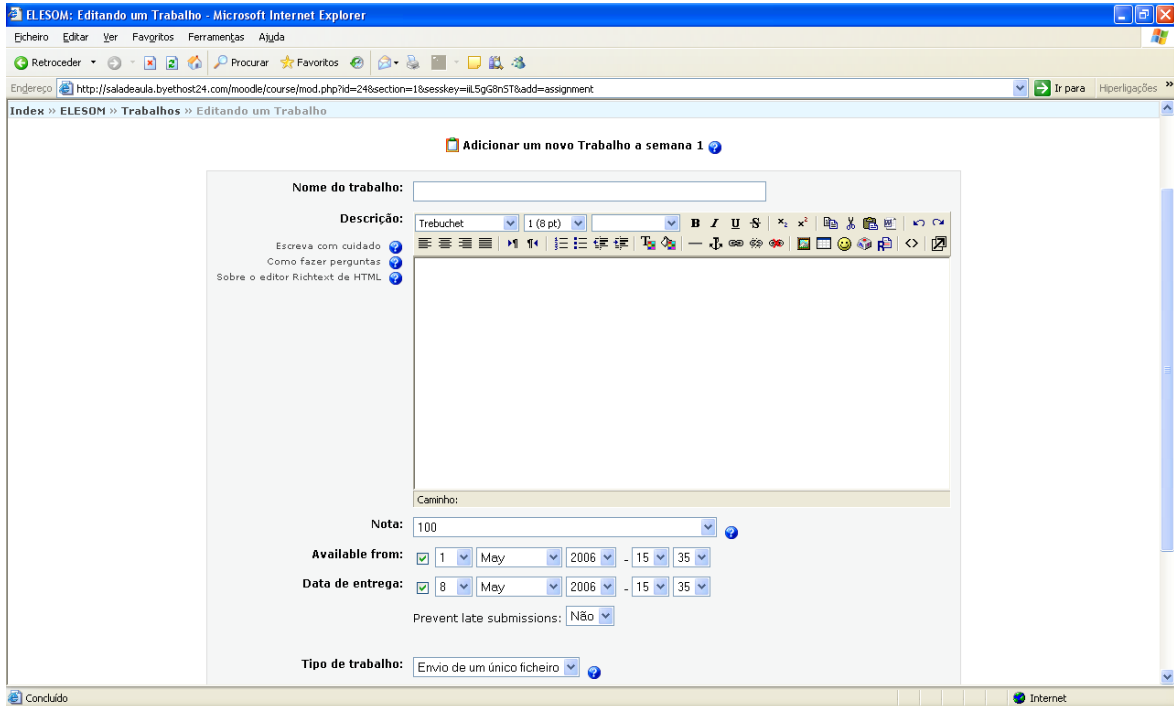 ELESOM: Editando um Trabalho - Microsoft Internet Explorer
Ficheiro Editar Ver Favoritos Ferramentas Ajuda
Retroceder Procurar Favoritos
Endereço http://saladeaula.byethost24.com/moodle/course/mod.php?id=24&section=1&sesskey=iiL5gG8nST&add=assignment Ir para Hiperligações »
Index » ELESOM » Trabalhos » Editando um Trabalho
Adicionar um novo Trabalho a semana 1
Nome do trabalho:
Descrição: Trebuchet 1 (8 pt) B I U S
Escreva com cuidado
Como fazer perguntas
Sobre o editor Richtext de HTML
Caminho:
Nota: 100
Available from: 1 May 2006 - 15 35
Data de entrega: 8 May 2006 - 15 35
Prevent late submissions: Não
Tipo de trabalho: Envio de um único ficheiro
Concluído Internet